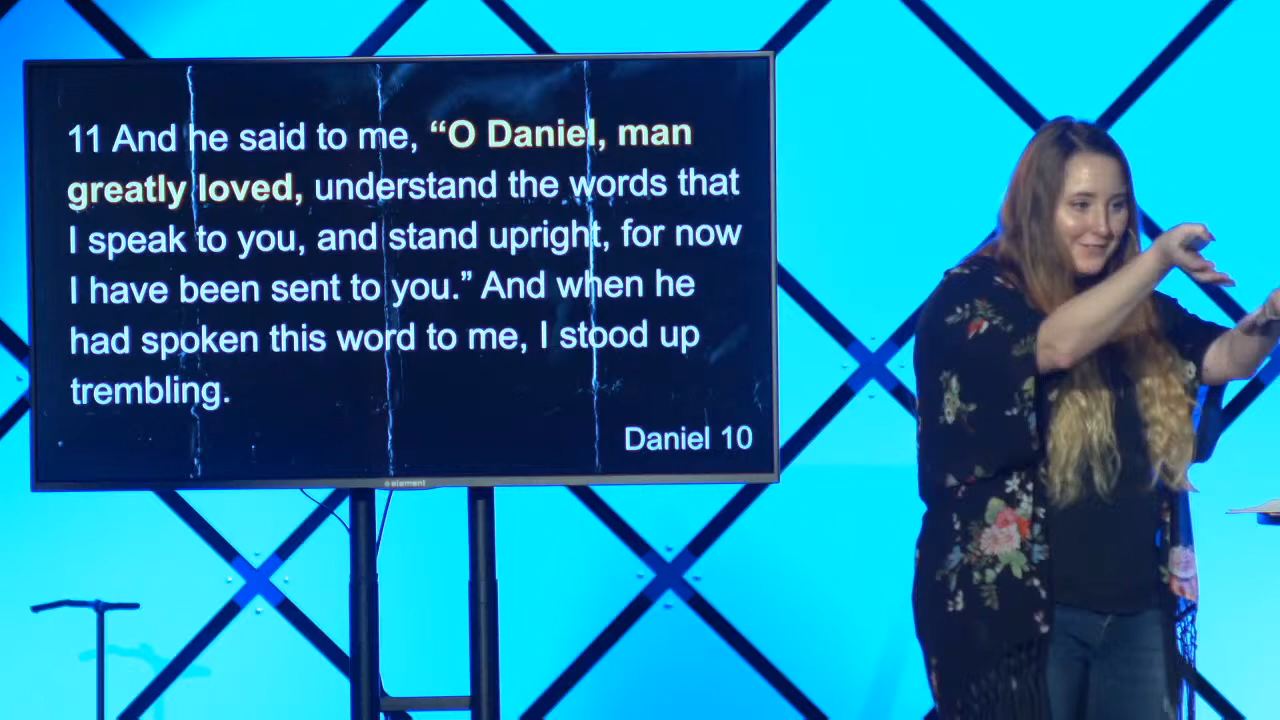 11 And he said to me, “O Daniel, man
greatly loved, understand the words that
I speak to you, and stand upright, for now
I have been sent to you.” And when he
had spoken this word to me, I stood up
trembling.
Daniel 10
element